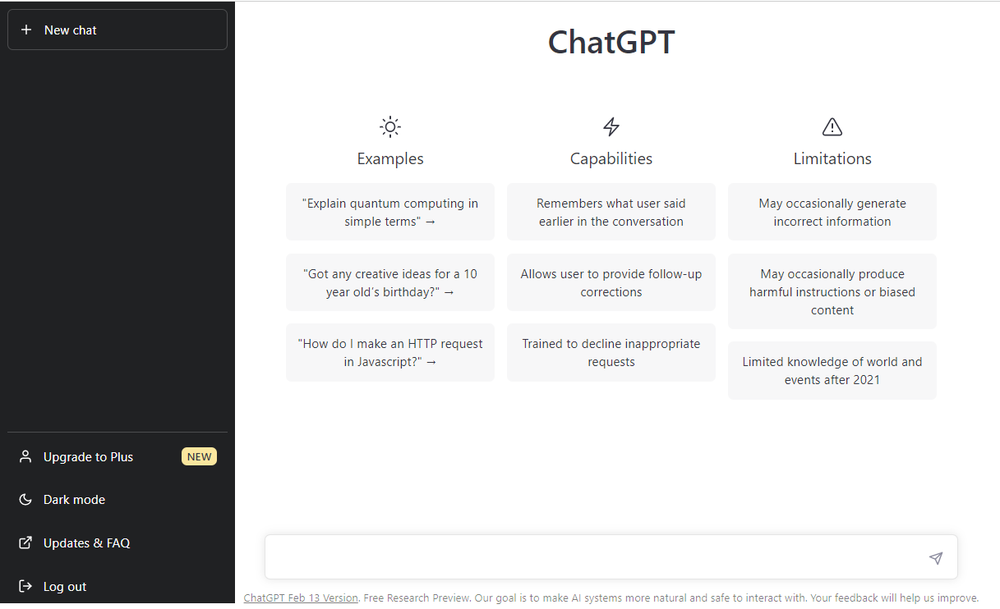 New chat
ChatGPT
Examples
"Explain quantum computing in
simple terms" →
"Got any creative ideas for a 10
year old's birthday?" →
"How do I make an HTTP request
in Javascript?" →
Capabilities
Remembers what user said
earlier in the conversation
Allows user to provide follow-up
corrections
Trained to decline inappropriate
requests
Limitations
May occasionally generate
incorrect information
May occasionally produce
harmful instructions or biased
content
Limited knowledge of world and
events after 2021
Upgrade to Plus NEW
Dark mode
Updates & FAQ
Log out
ChatGPT Feb 13 Version. Free Research Preview. Our goal is to make AI systems more natural and safe to interact with. Your feedback will help us improve.